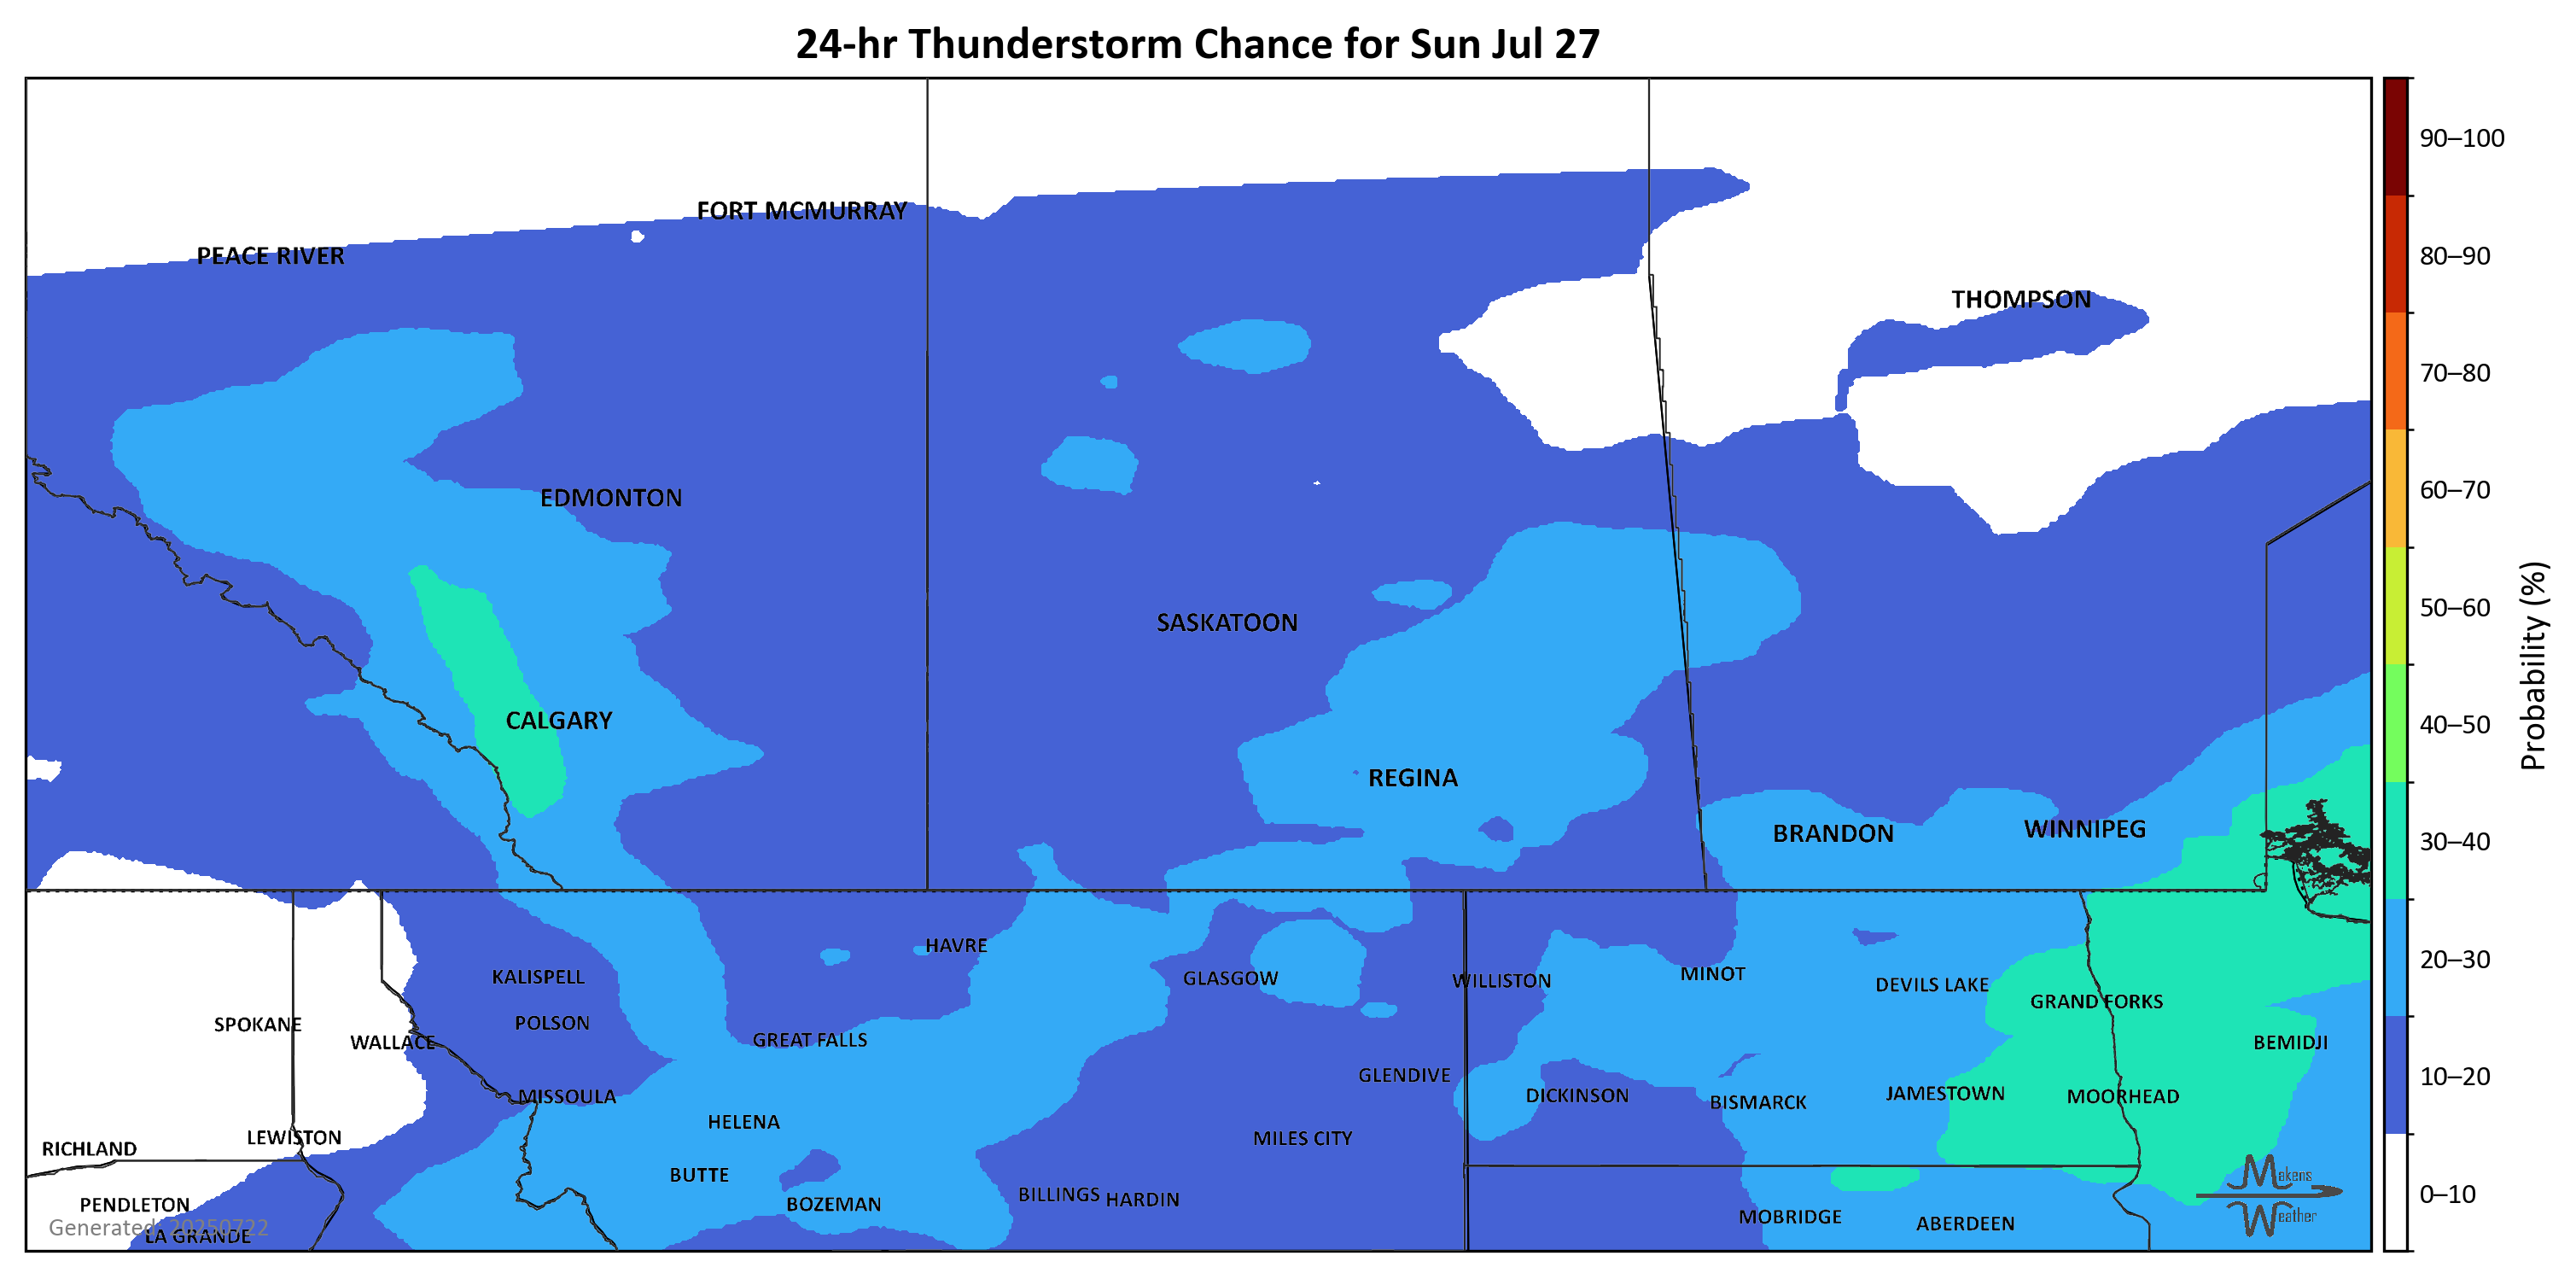 24-hr Thunderstorm Chance for Sun Jul 27
90–100
FORT MCMURRAY
PEACE RIVER
80–90
THOMPSON
70–80
EDMONTON
60–70
SASKATOON
50–60
Probability (%)
CALGARY
40–50
REGINA
BRANDON
WINNIPEG
30–40
HAVRE
KALISPELL
GLASGOW
WILLISTON
MINOT
DEVILS LAKE
20–30
GRAND FORKS
SPOKANE
POLSON
WALLACE
GREAT FALLS
BEMIDJI
GLENDIVE
10–20
MISSOULA
DICKINSON
BISMARCK
JAMESTOWN
MOORHEAD
HELENA
LEWISTON
MILES CITY
RICHLAND
BUTTE
Makens
BILLINGS
HARDIN
0–10
PENDLETON
BOZEMAN
MOBRIDGE
ABERDEEN
Weather
Generated: 20250722
LA GRANDE